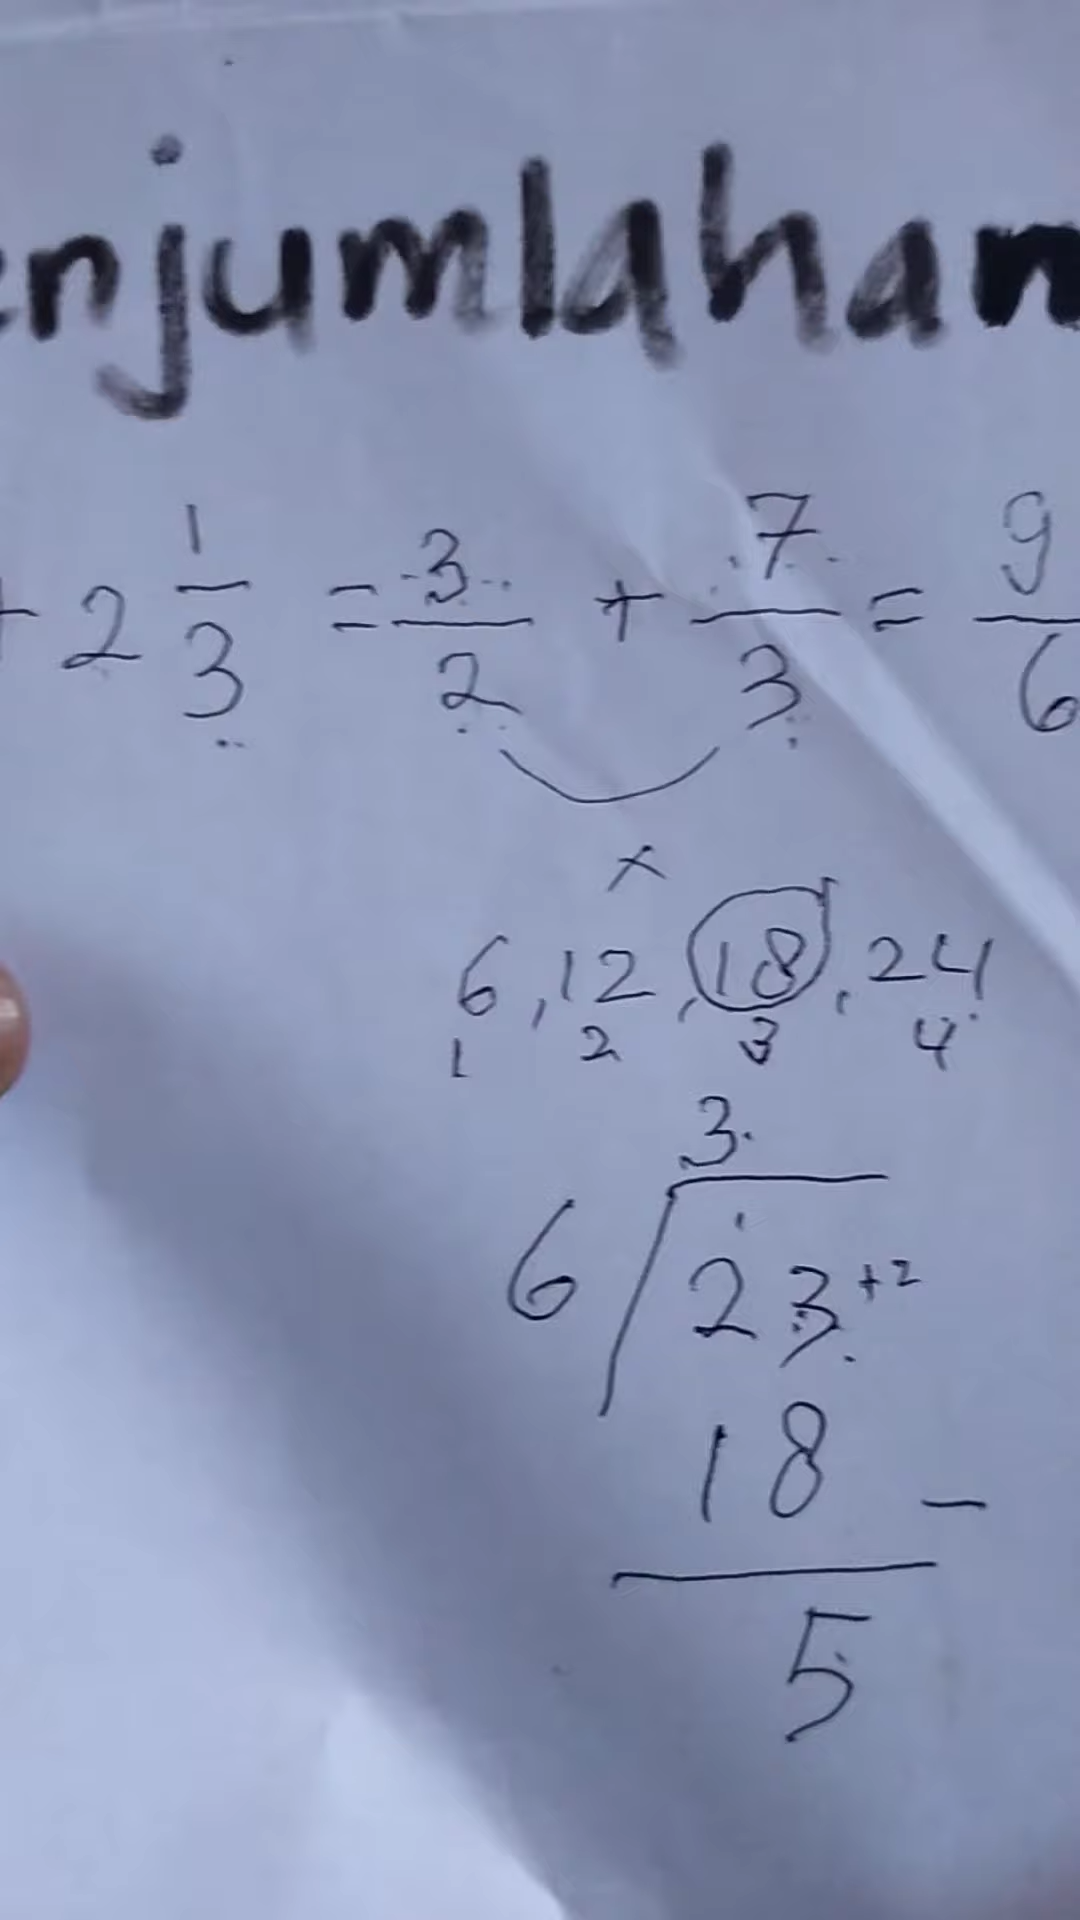 enjumlahan
+ 2 1/3 = 3/2 + 7/3 = 9/6
×
6, 12, 18, 24
1 2 3 4
3
6 23 +2
18 −
5